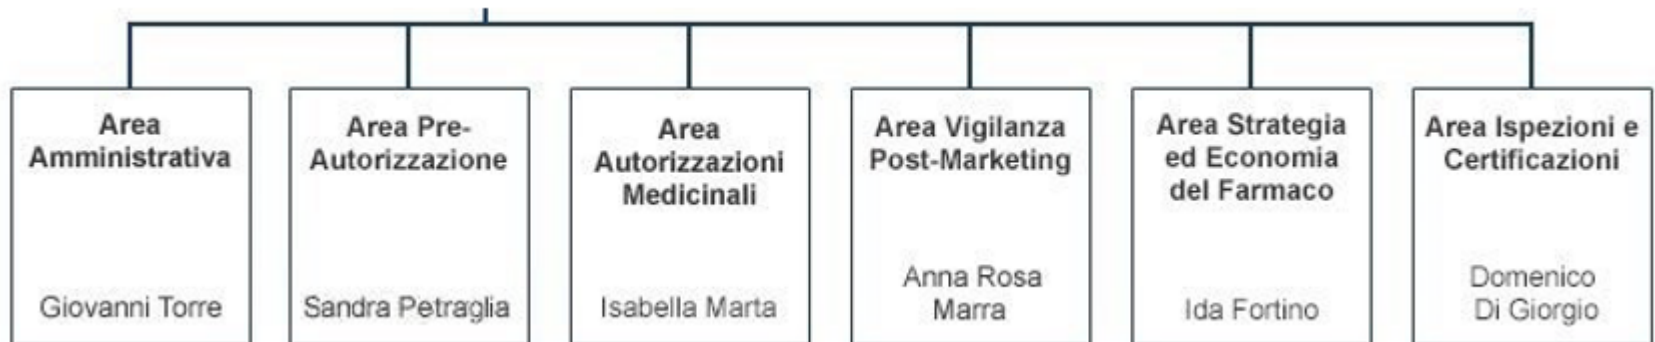 Area
Amministrativa
Giovanni Torre
Area Pre-
Autorizzazione
Sandra Petraglia
Area
Autorizzazioni
Medicinali
Isabella Marta
Area Vigilanza
Post-Marketing
Anna Rosa
Marra
Area Strategia
ed Economia
del Farmaco
Ida Fortino
Area Ispezioni e
Certificazioni
Domenico
Di Giorgio